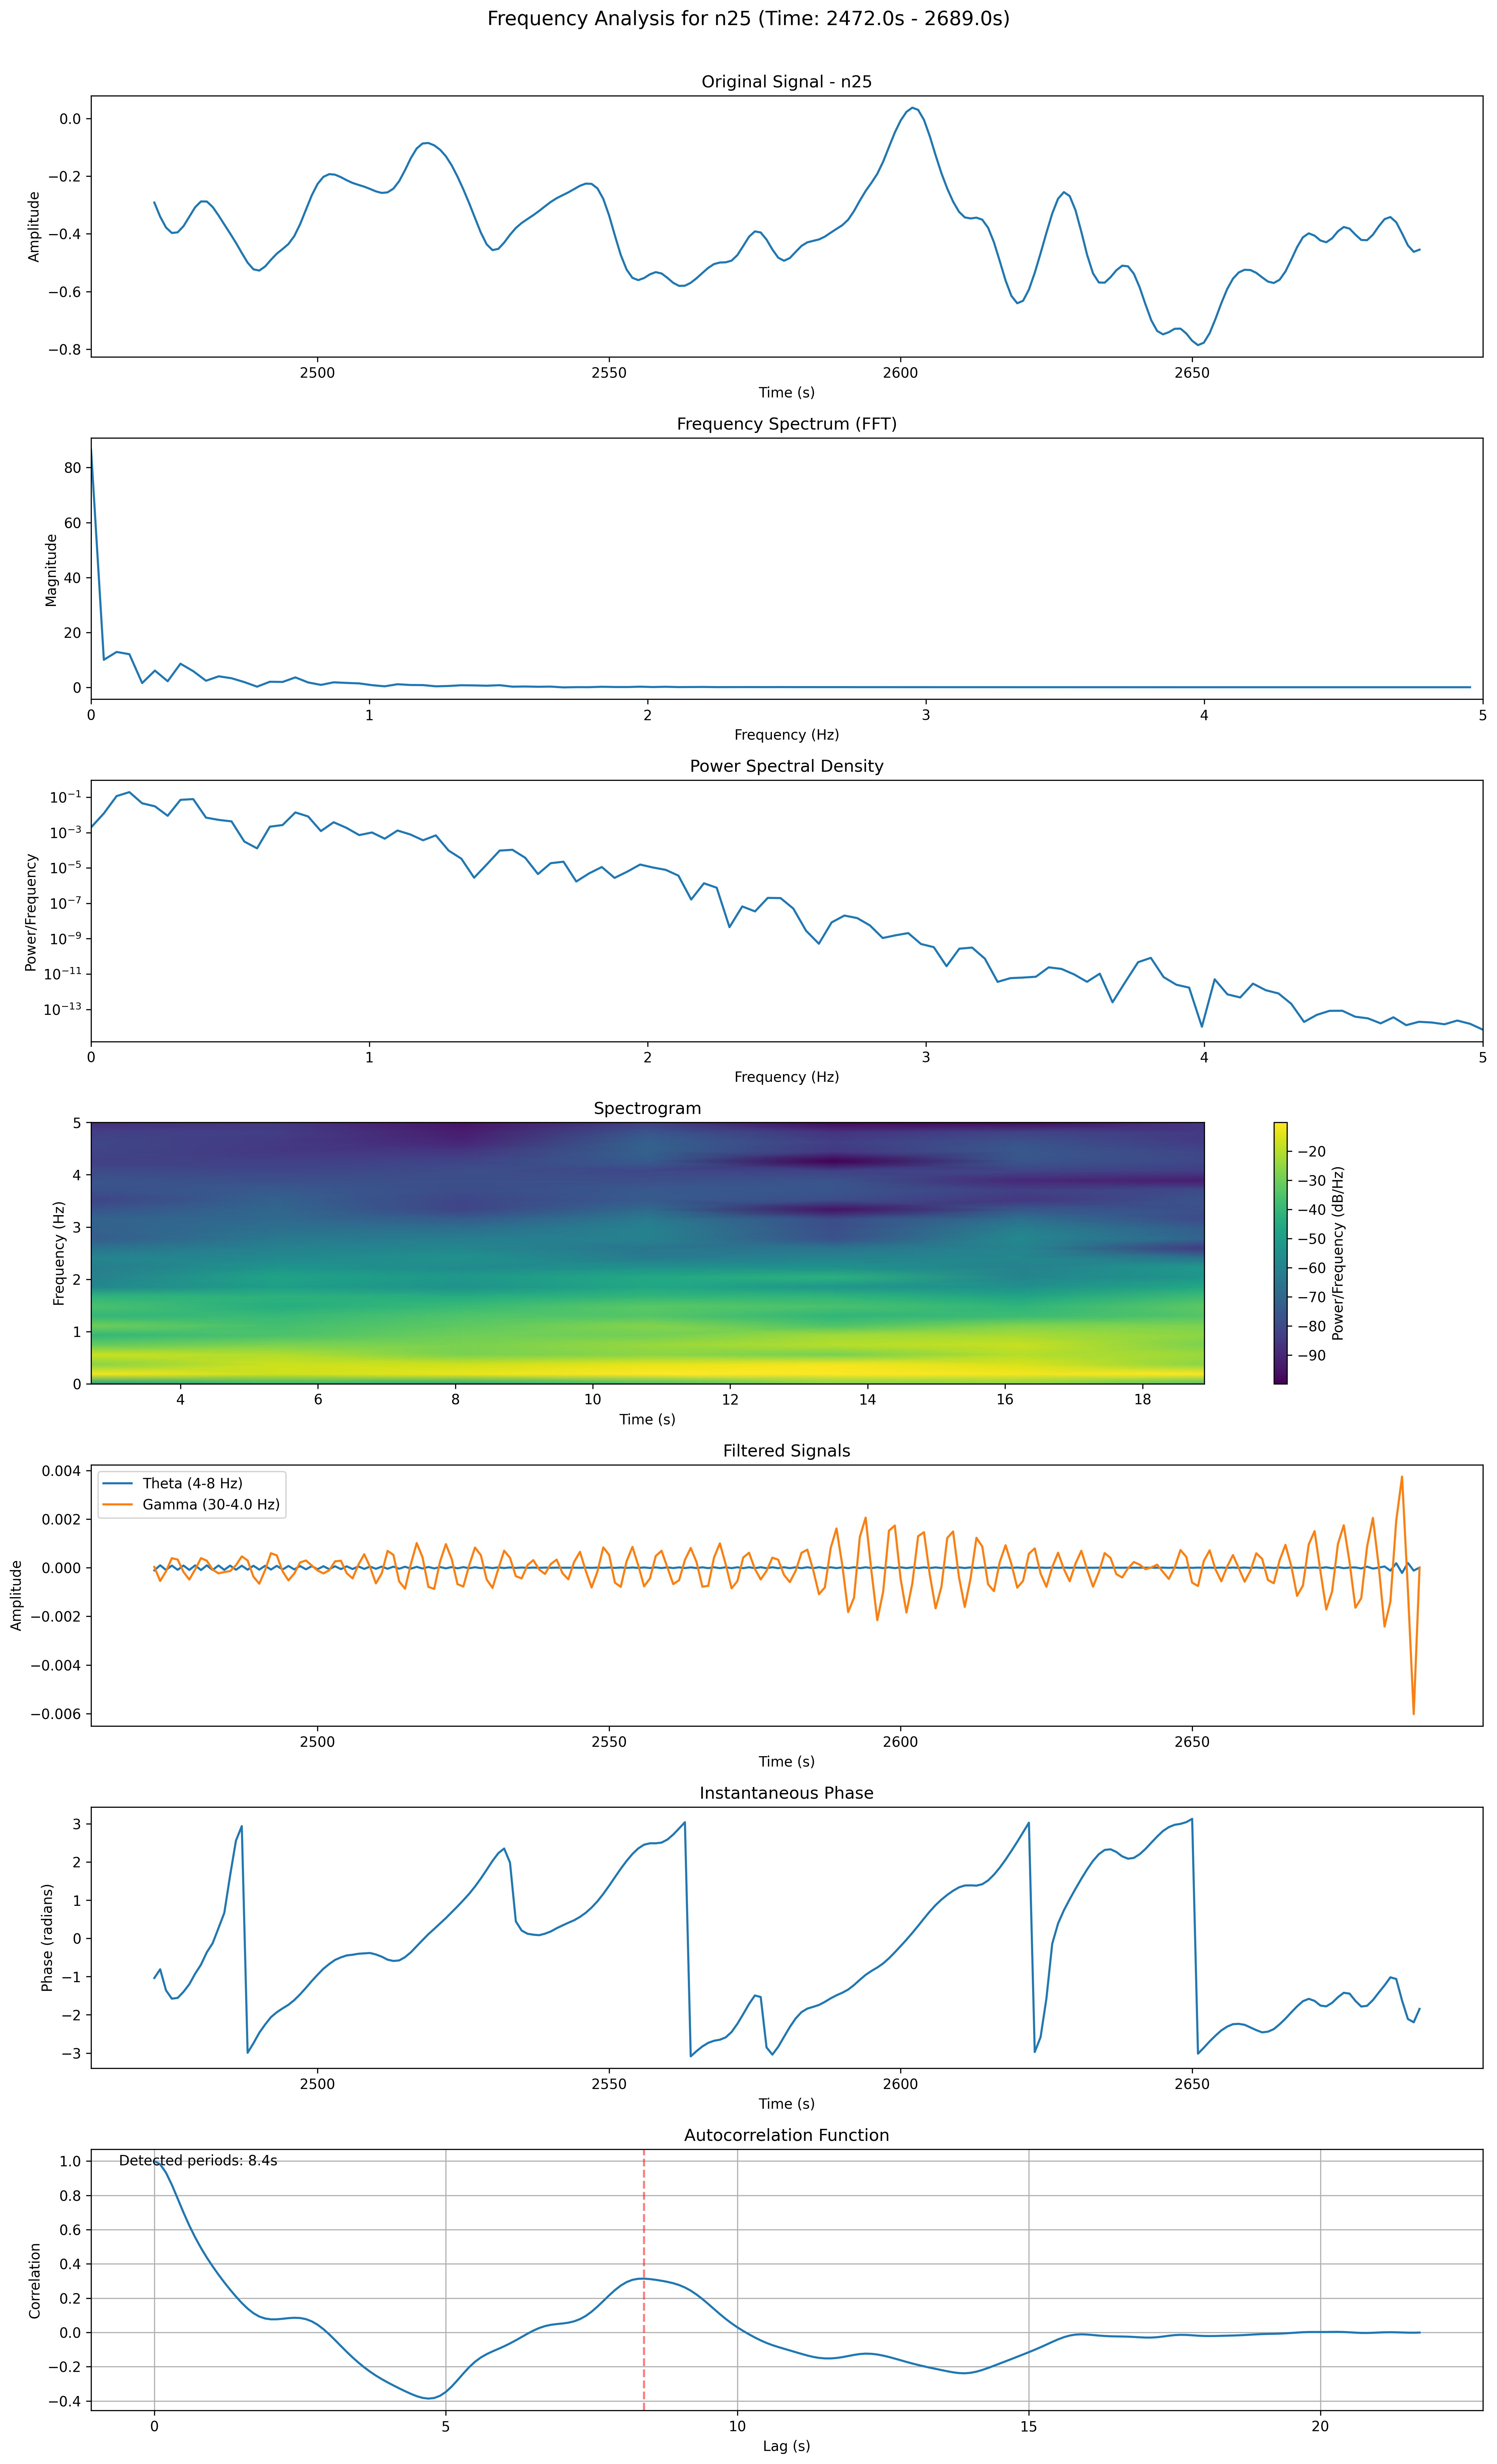 Frequency Analysis for n25 (Time: 2472.0s - 2689.0s)
Original Signal - n25
Amplitude
0.0
−0.2
−0.4
−0.6
−0.8
2500 2550 2600 2650
Time (s)
Frequency Spectrum (FFT)
Magnitude
80
60
40
20
0
0 1 2 3 4 5
Frequency (Hz)
Power Spectral Density
Power/Frequency
10⁻¹
10⁻³
10⁻⁵
10⁻⁷
10⁻⁹
10⁻¹¹
10⁻¹³
0 1 2 3 4 5
Frequency (Hz)
Spectrogram
Frequency (Hz)
5
4
3
2
1
0
4 6 8 10 12 14 16 18
Time (s)
−20
−30
−40
−50
−60
−70
−80
−90
Power/Frequency (dB/Hz)
Filtered Signals
Theta (4-8 Hz)
Gamma (30-4.0 Hz)
Amplitude
0.004
0.002
0.000
−0.002
−0.004
−0.006
2500 2550 2600 2650
Time (s)
Instantaneous Phase
Phase (radians)
3
2
1
0
−1
−2
−3
2500 2550 2600 2650
Time (s)
Autocorrelation Function
Detected periods: 8.4s
Correlation
1.0
0.8
0.6
0.4
0.2
0.0
−0.2
−0.4
0 5 10 15 20
Lag (s)